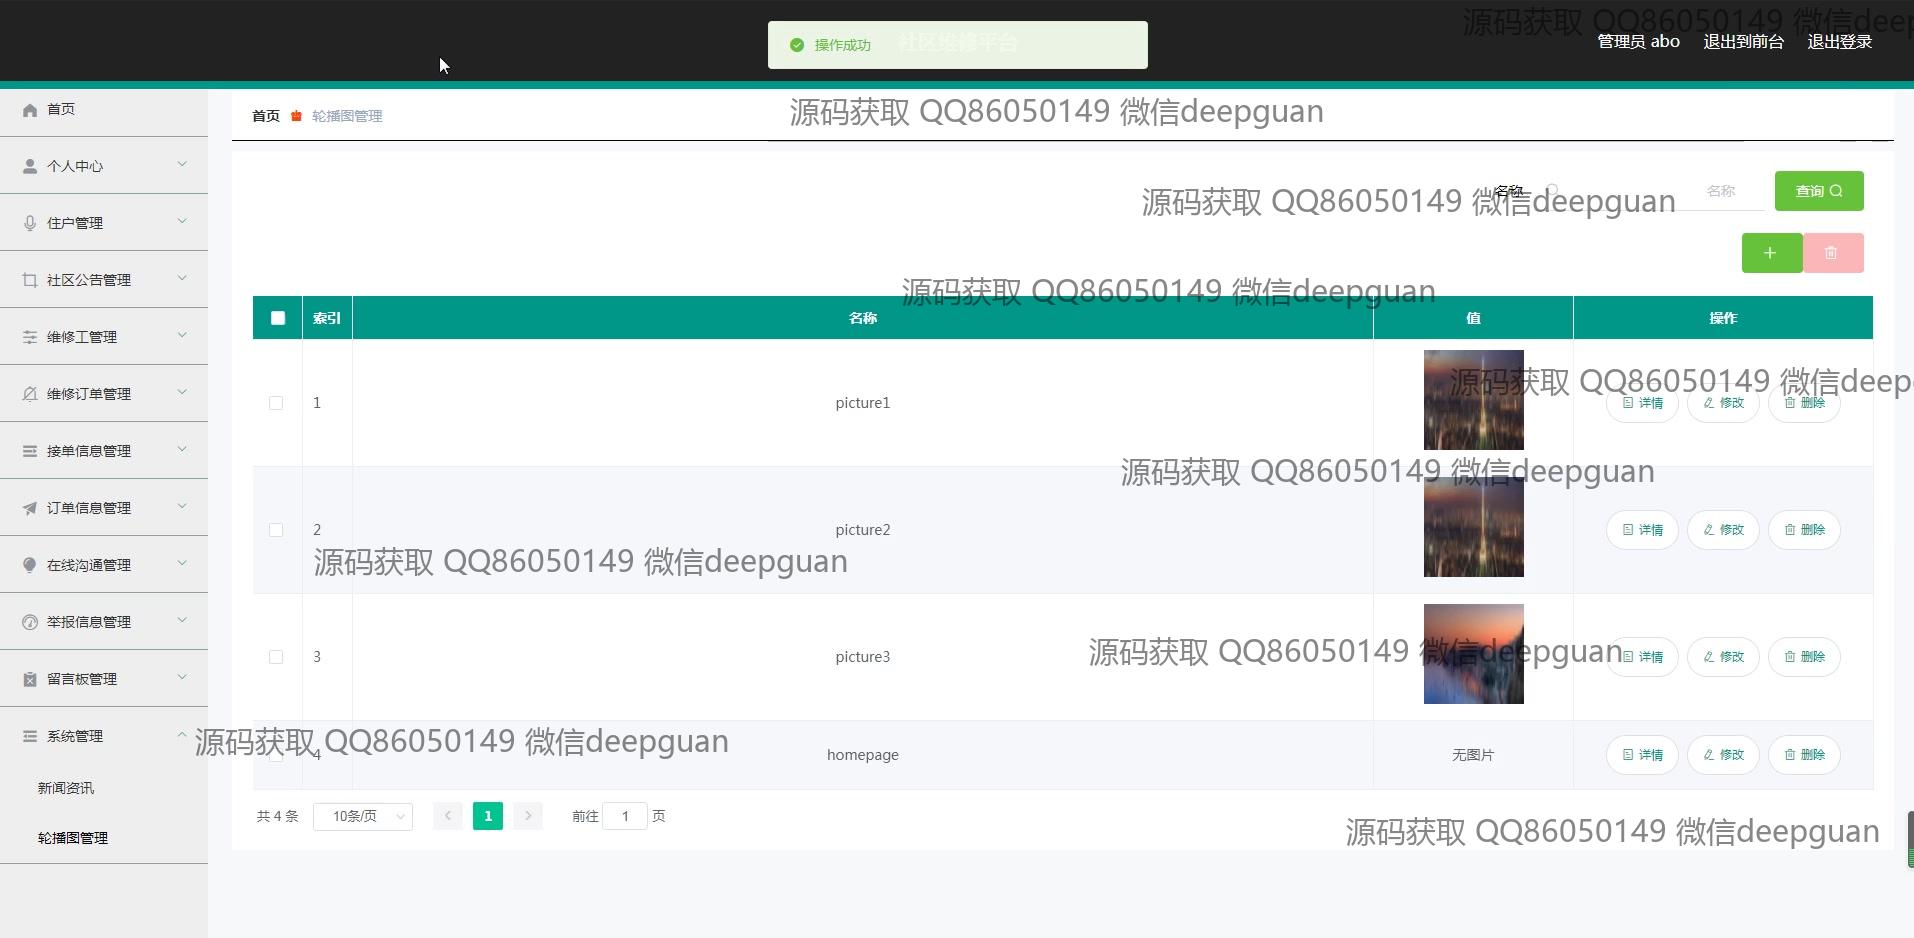 源码获取 QQ86050149 微信deep
操作成功
社区维修平台
管理员 abo 退出到前台 退出登录
首页
首页 轮播图管理
源码获取 QQ86050149 微信deepguan
个人中心
名称 名称 查询
源码获取 QQ86050149 微信deepguan
住户管理
社区公告管理
源码获取 QQ86050149 微信deepguan
索引 名称 值 操作
维修工管理
源码获取 QQ86050149 微信deep
维修订单管理
1 picture1 详情 修改 删除
接单信息管理
源码获取 QQ86050149 微信deepguan
订单信息管理
2 picture2 详情 修改 删除
源码获取 QQ86050149 微信deepguan
在线沟通管理
举报信息管理
3 picture3 详情 修改 删除
源码获取 QQ86050149 微信deepguan
留言板管理
系统管理
源码获取 QQ86050149 微信deepguan
4 homepage 无图片 详情 修改 删除
新闻资讯
共 4 条 10条/页 1 前往 1 页
源码获取 QQ86050149 微信deepguan
轮播图管理